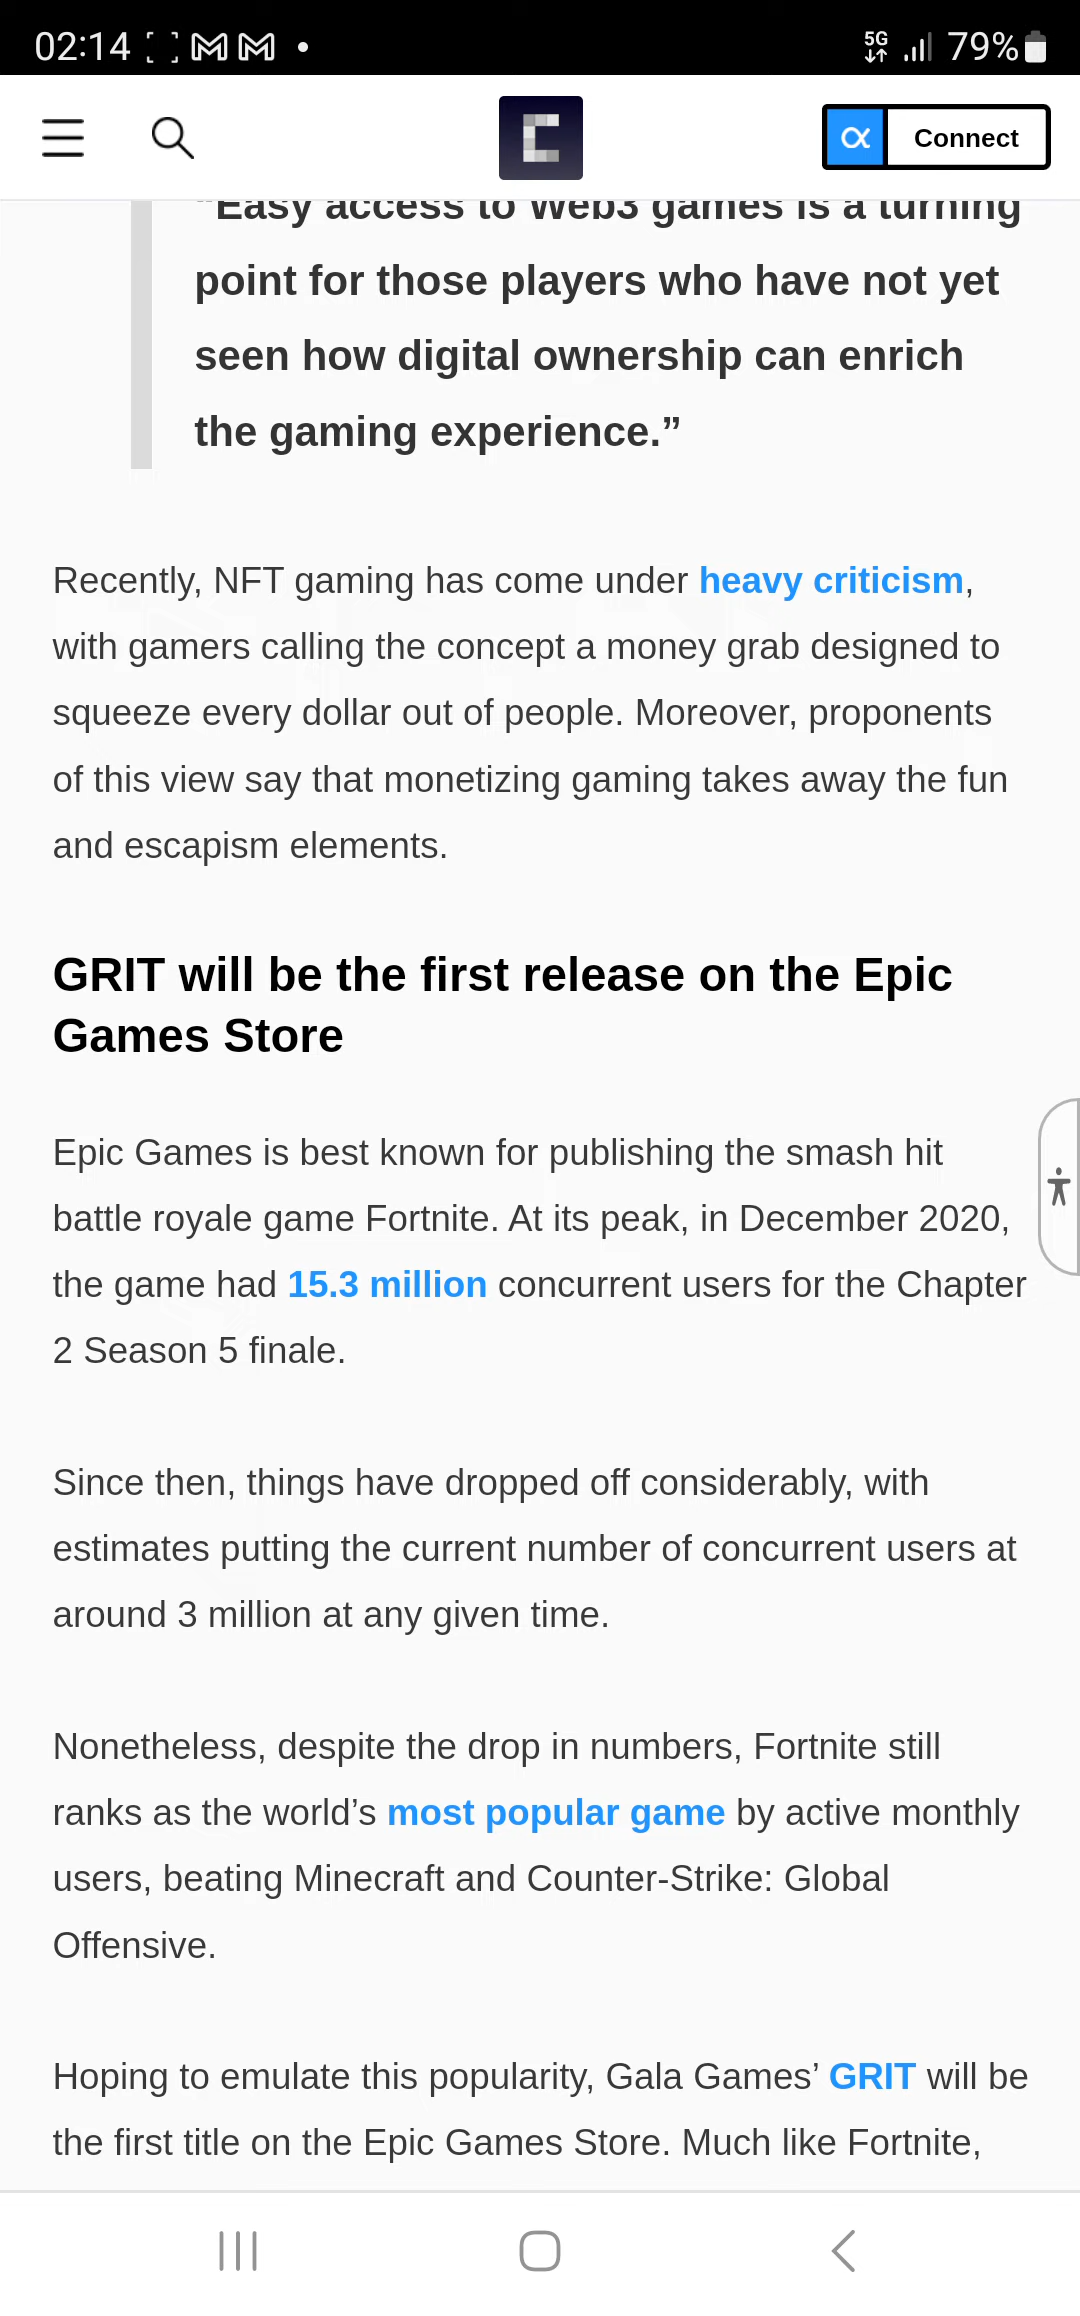 02:14
5G
79%
Connect
“Easy access to Web3 games is a turning
point for those players who have not yet
seen how digital ownership can enrich
the gaming experience.”
Recently, NFT gaming has come under heavy criticism,
with gamers calling the concept a money grab designed to
squeeze every dollar out of people. Moreover, proponents
of this view say that monetizing gaming takes away the fun
and escapism elements.
GRIT will be the first release on the Epic
Games Store
Epic Games is best known for publishing the smash hit
battle royale game Fortnite. At its peak, in December 2020,
the game had 15.3 million concurrent users for the Chapter
2 Season 5 finale.
Since then, things have dropped off considerably, with
estimates putting the current number of concurrent users at
around 3 million at any given time.
Nonetheless, despite the drop in numbers, Fortnite still
ranks as the world’s most popular game by active monthly
users, beating Minecraft and Counter-Strike: Global
Offensive.
Hoping to emulate this popularity, Gala Games’ GRIT will be
the first title on the Epic Games Store. Much like Fortnite,